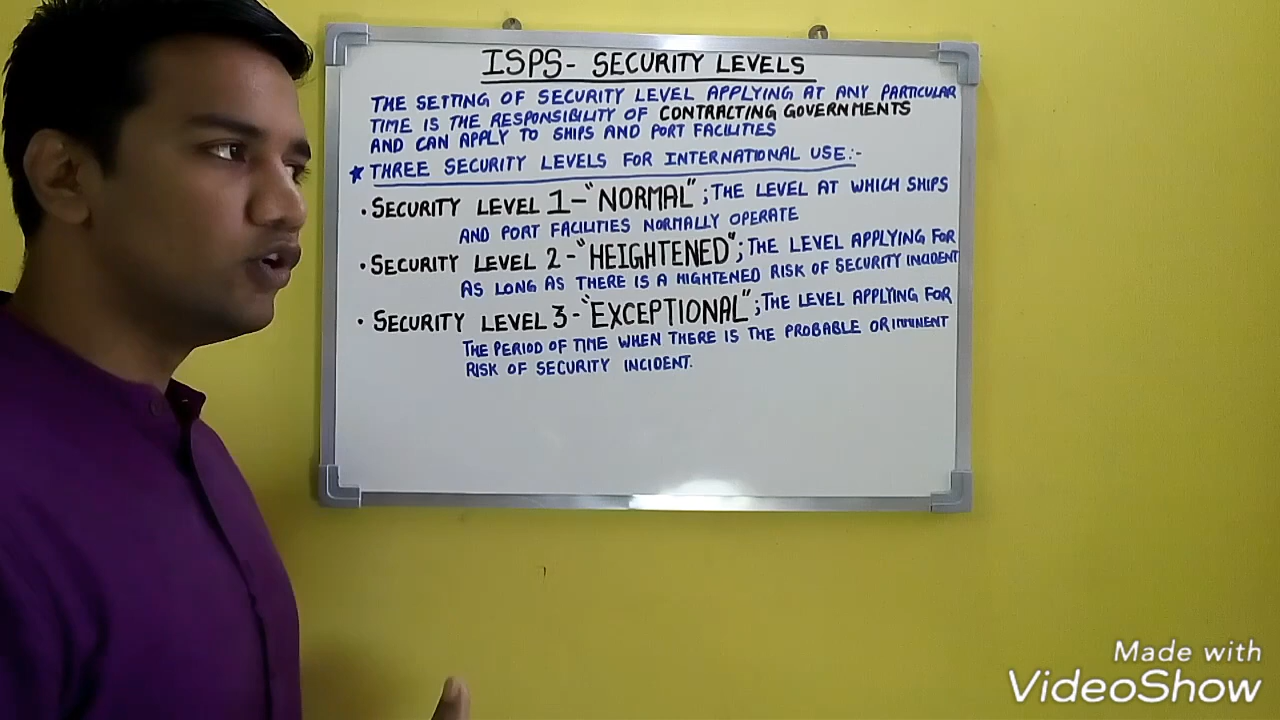 ISPS- SECURITY LEVELS
THE SETTING OF SECURITY LEVEL APPLYING AT ANY PARTICULAR
TIME IS THE RESPONSIBILITY OF CONTRACTING GOVERNMENTS
AND CAN APPLY TO SHIPS AND PORT FACILITIES
★ THREE SECURITY LEVELS FOR INTERNATIONAL USE:-
• SECURITY LEVEL 1-"NORMAL"; THE LEVEL AT WHICH SHIPS
AND PORT FACILITIES NORMALLY OPERATE
• SECURITY LEVEL 2-"HEIGHTENED"; THE LEVEL APPLYING FOR
AS LONG AS THERE IS A HIGHTENED RISK OF SECURITY INCIDENT
• SECURITY LEVEL 3-"EXCEPTIONAL"; THE LEVEL APPLYING FOR
THE PERIOD OF TIME WHEN THERE IS THE PROBABLE OR IMMINENT
RISK OF SECURITY INCIDENT.
Made with
VideoShow